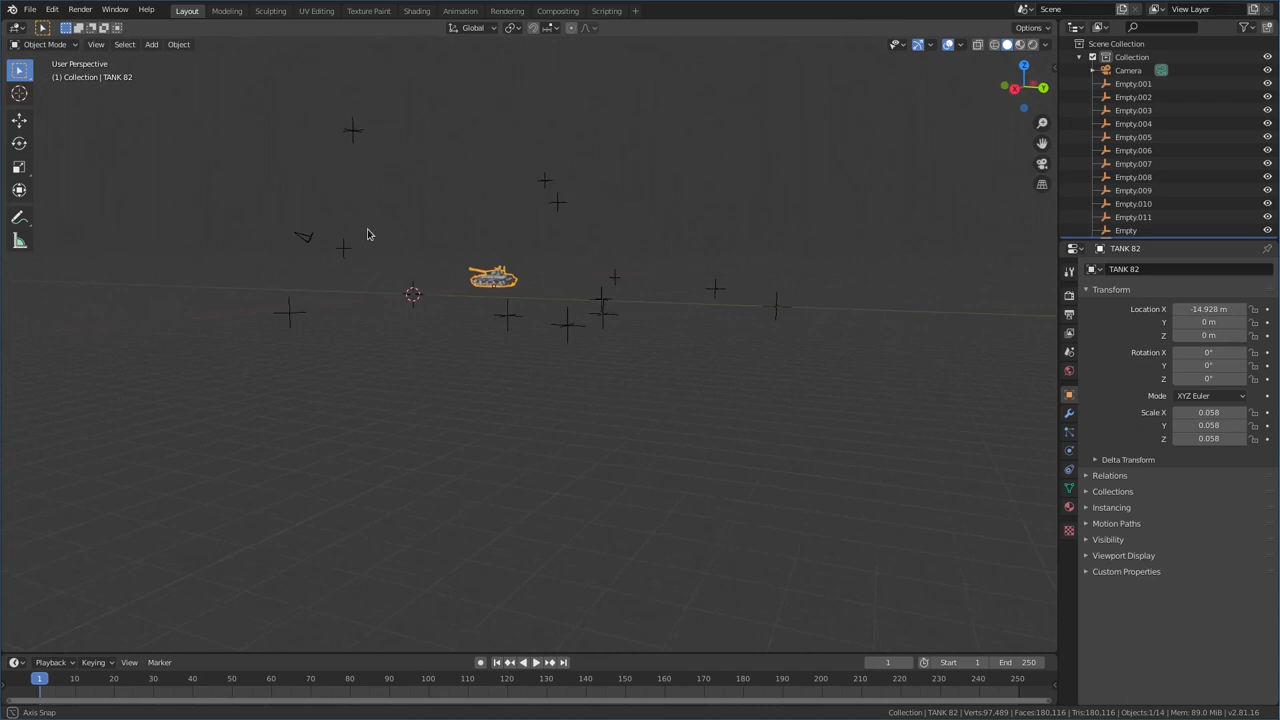 File Edit Render Window Help Layout Modeling Sculpting UV Editing Texture Paint Shading Animation Rendering Compositing Scripting + Scene View Layer
Global Options
Object Mode View Select Add Object
User Perspective
(1) Collection | TANK 82
Z
X Y
Scene Collection
Collection
Camera
Empty.001
Empty.002
Empty.003
Empty.004
Empty.005
Empty.006
Empty.007
Empty.008
Empty.009
Empty.010
Empty.011
Empty
TANK 82
TANK 82
Transform
Location X -14.928 m
Y 0 m
Z 0 m
Rotation X 0°
Y 0°
Z 0°
Mode XYZ Euler
Scale X 0.058
Y 0.058
Z 0.058
Delta Transform
Relations
Collections
Instancing
Motion Paths
Visibility
Viewport Display
Custom Properties
Playback Keying View Marker 1 Start 1 End 250
1 10 20 30 40 50 60 70 80 90 100 110 120 130 140 150 160 170 180 190 200 210 220 230 240 250
Axis Snap Collection | TANK 82 | Verts:97,489 | Faces:180,116 | Tris:180,116 | Objects:1/14 | Mem: 89.0 MiB | v2.81.16